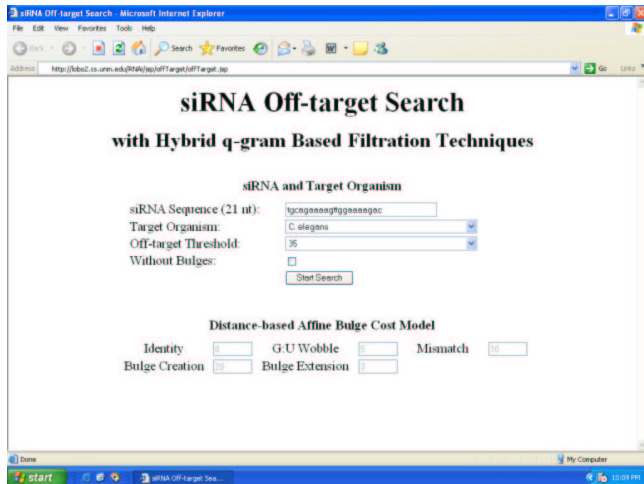 siRNA Off-target Search - Microsoft Internet Explorer
File Edit View Favorites Tools Help
Back Search Favorites
Address http://lobo2.cs.unm.edu/RNAi/jsp/offTarget/offTarget.jsp Go Links
siRNA Off-target Search
with Hybrid q-gram Based Filtration Techniques
siRNA and Target Organism
siRNA Sequence (21 nt):
Target Organism: C. elegans
Off-target Threshold: 35
Without Bulges:
Start Search
Distance-based Affine Bulge Cost Model
Identity 0 G:U Wobble 5 Mismatch 10
Bulge Creation 20 Bulge Extension 3
Done My Computer
start siRNA Off-target Sea... 10:09 PM